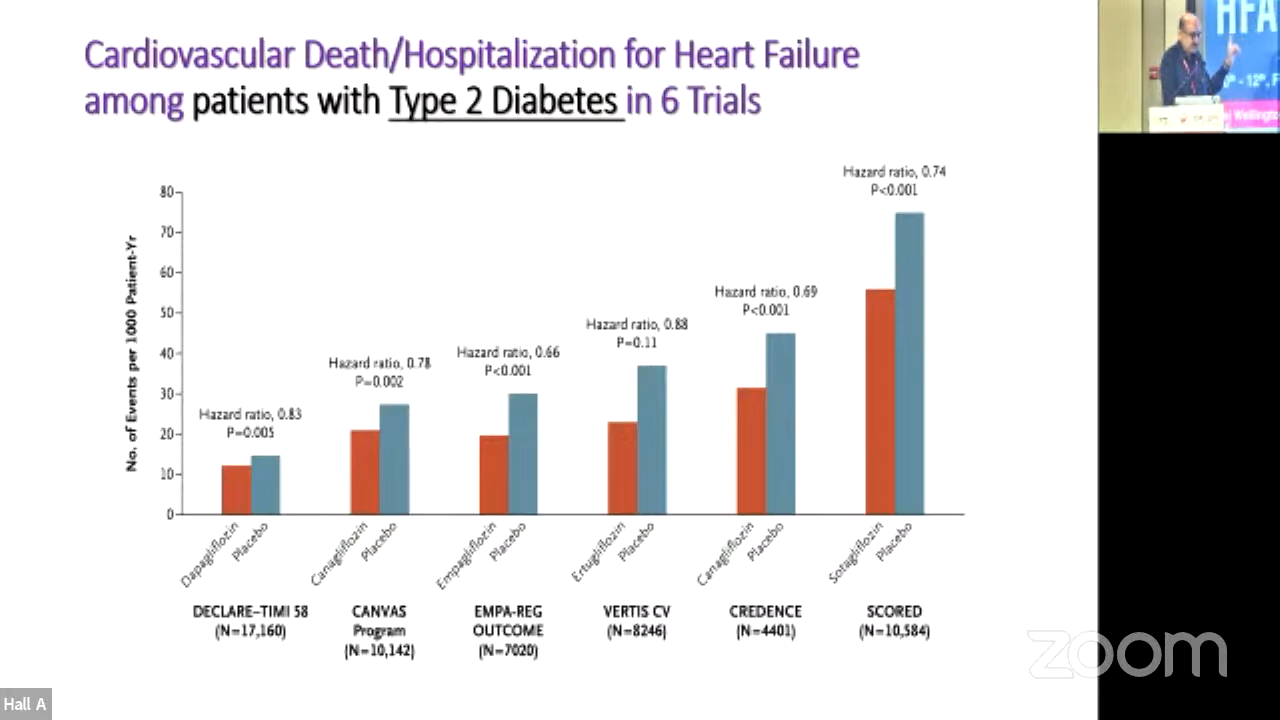 Cardiovascular Death/Hospitalization for Heart Failure
among patients with Type 2 Diabetes in 6 Trials
HFA
- 12th, F
Wellington
No. of Events per 1000 Patient-Yr
80
70
60
50
40
30
20
10
0
Hazard ratio, 0.83
P=0.005
Hazard ratio, 0.78
P=0.002
Hazard ratio, 0.66
P<0.001
Hazard ratio, 0.88
P=0.11
Hazard ratio, 0.69
P<0.001
Hazard ratio, 0.74
P<0.001
Dapagliflozin
Placebo
Canagliflozin
Placebo
Empagliflozin
Placebo
Ertugliflozin
Placebo
Canagliflozin
Placebo
Sotagliflozin
Placebo
DECLARE–TIMI 58
(N=17,160)
CANVAS
Program
(N=10,142)
EMPA-REG
OUTCOME
(N=7020)
VERTIS CV
(N=8246)
CREDENCE
(N=4401)
SCORED
(N=10,584)
zoom
Hall A